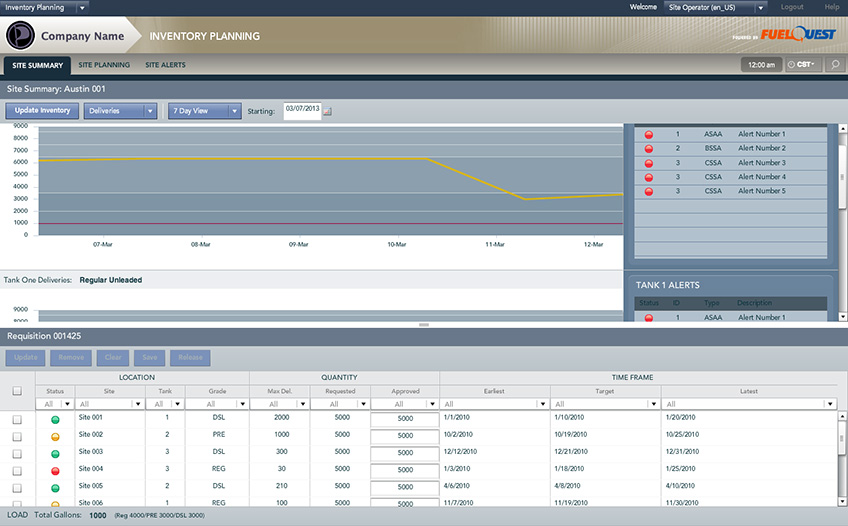 Inventory Planning Welcome Site Operator (en_US) Logout Help
Company Name INVENTORY PLANNING POWERED BY FUELQUEST
SITE SUMMARY SITE PLANNING SITE ALERTS 12:00 am CST
Site Summary: Austin 001
Update Inventory Deliveries 7 Day View Starting: 03/07/2013
9000
8000
7000
6000
5000
4000
3000
2000
1000
0
07-Mar 08-Mar 09-Mar 10-Mar 11-Mar 12-Mar
1 ASAA Alert Number 1
2 BSSA Alert Number 2
3 CSSA Alert Number 3
3 CSSA Alert Number 4
3 CSSA Alert Number 5
Tank One Deliveries: Regular Unleaded
9000
8000
TANK 1 ALERTS
Status ID Type Description
1 ASAA Alert Number 1
Requisition 001425
Update Remove Clear Save Release
LOCATION QUANTITY TIME FRAME
Status Site Tank Grade Max Del. Requested Approved Earliest Target Latest
All All All All All All All All All All
Site 001 1 DSL 2000 5000 5000 1/1/2010 1/10/2010 1/20/2010
Site 002 2 PRE 1000 5000 5000 10/2/2010 10/19/2010 10/25/2010
Site 003 3 DSL 300 5000 5000 12/12/2010 12/21/2010 12/31/2010
Site 004 3 REG 30 5000 5000 1/3/2010 1/18/2010 1/25/2010
Site 005 2 DSL 210 5000 5000 4/6/2010 4/8/2010 4/10/2010
Site 006 1 REG 100 5000 5000 11/7/2010 11/19/2010 11/30/2010
LOAD Total Gallons: 1000 (Reg 4000/PRE 3000/DSL 3000)